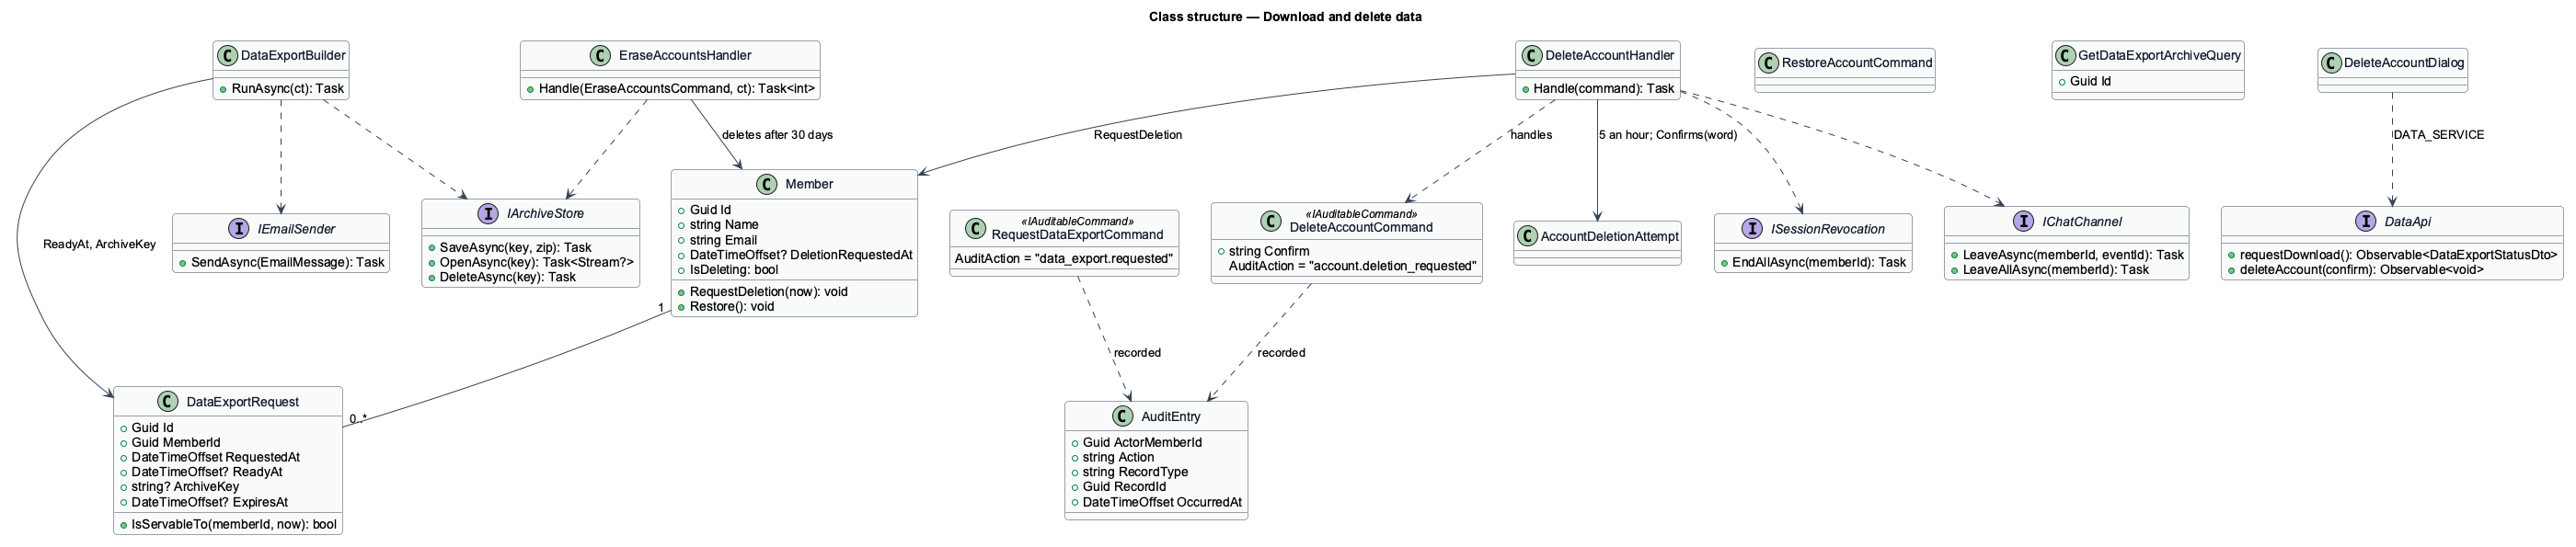 Class structure — Download and delete data
C DataExportBuilder
RunAsync(ct): Task
C EraseAccountsHandler
Handle(EraseAccountsCommand, ct): Task<int>
C DeleteAccountHandler
Handle(command): Task
C RestoreAccountCommand
C GetDataExportArchiveQuery
Guid Id
C DeleteAccountDialog
deletes after 30 days
RequestDeletion
handles
5 an hour; Confirms(word)
DATA_SERVICE
ReadyAt, ArchiveKey
I IEmailSender
SendAsync(EmailMessage): Task
I IArchiveStore
SaveAsync(key, zip): Task
OpenAsync(key): Task<Stream?>
DeleteAsync(key): Task
C Member
Guid Id
string Name
string Email
DateTimeOffset? DeletionRequestedAt
IsDeleting: bool
RequestDeletion(now): void
Restore(): void
C «IAuditableCommand»
RequestDataExportCommand
AuditAction = "data_export.requested"
C «IAuditableCommand»
DeleteAccountCommand
string Confirm
AuditAction = "account.deletion_requested"
C AccountDeletionAttempt
I ISessionRevocation
EndAllAsync(memberId): Task
I IChatChannel
LeaveAsync(memberId, eventId): Task
LeaveAllAsync(memberId): Task
I DataApi
requestDownload(): Observable<DataExportStatusDto>
deleteAccount(confirm): Observable<void>
1
0..*
recorded
recorded
C DataExportRequest
Guid Id
Guid MemberId
DateTimeOffset RequestedAt
DateTimeOffset? ReadyAt
string? ArchiveKey
DateTimeOffset? ExpiresAt
IsServableTo(memberId, now): bool
C AuditEntry
Guid ActorMemberId
string Action
string RecordType
Guid RecordId
DateTimeOffset OccurredAt